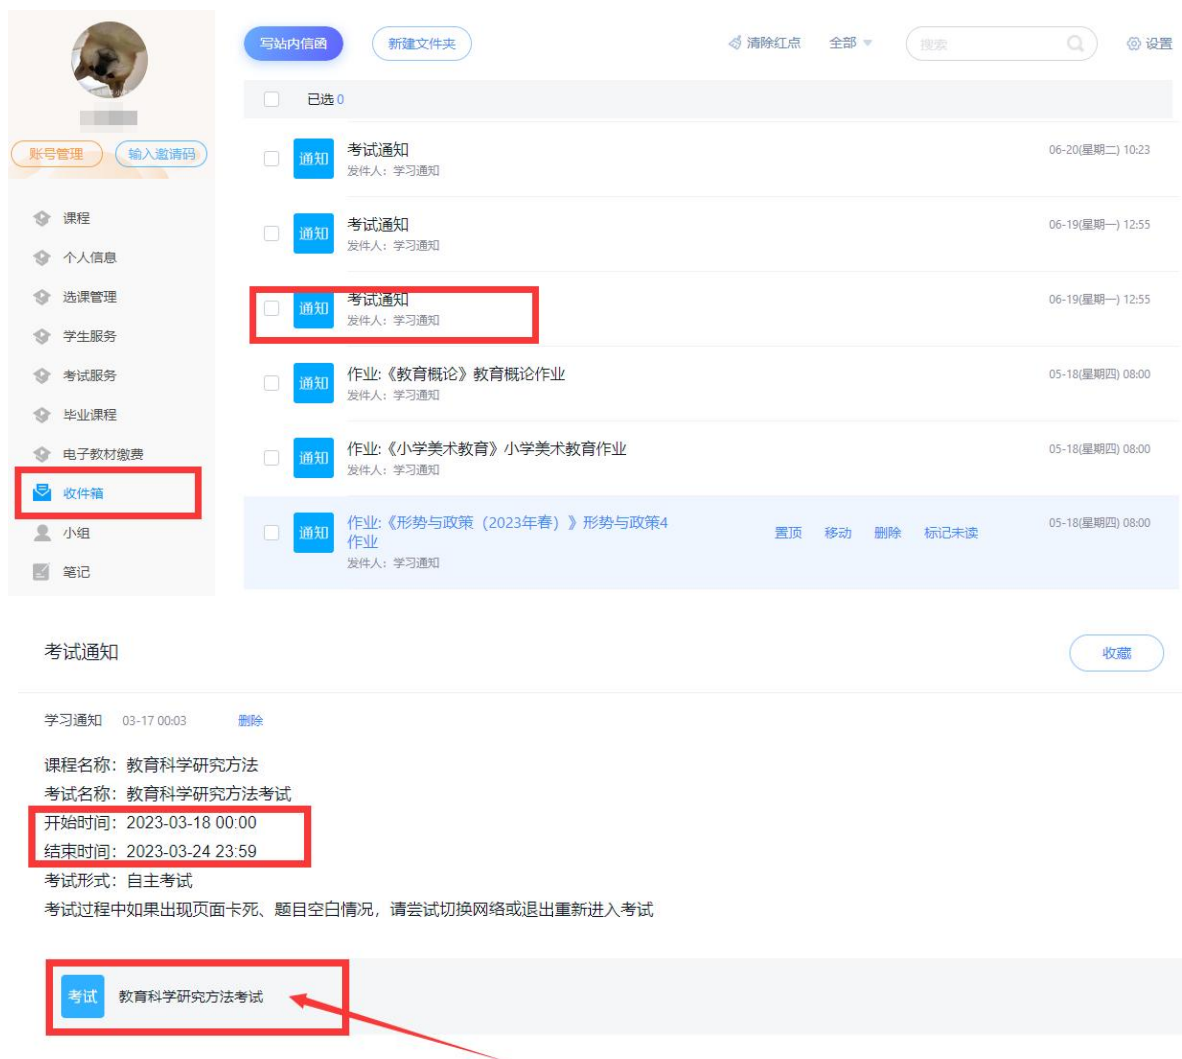 写站内信函
新建文件夹
清除红点
全部
搜索
设置
已选 0
账号管理
输入邀请码
课程
个人信息
选课管理
学生服务
考试服务
毕业课程
电子教材缴费
收件箱
小组
笔记
通知
考试通知
06-20(星期二) 10:23
发件人：学习通知
通知
考试通知
06-19(星期一) 12:55
发件人：学习通知
通知
考试通知
06-19(星期一) 12:55
发件人：学习通知
通知
作业:《教育概论》教育概论作业
05-18(星期四) 08:00
发件人：学习通知
通知
作业:《小学美术教育》小学美术教育作业
05-18(星期四) 08:00
发件人：学习通知
通知
作业:《形势与政策（2023年春）》形势与政策4
作业
置顶 移动 删除 标记未读
05-18(星期四) 08:00
发件人：学习通知
考试通知
收藏
学习通知 03-17 00:03 删除
课程名称：教育科学研究方法
考试名称：教育科学研究方法考试
开始时间：2023-03-18 00:00
结束时间：2023-03-24 23:59
考试形式：自主考试
考试过程中如果出现页面卡死、题目空白情况，请尝试切换网络或退出重新进入考试
考试 教育科学研究方法考试